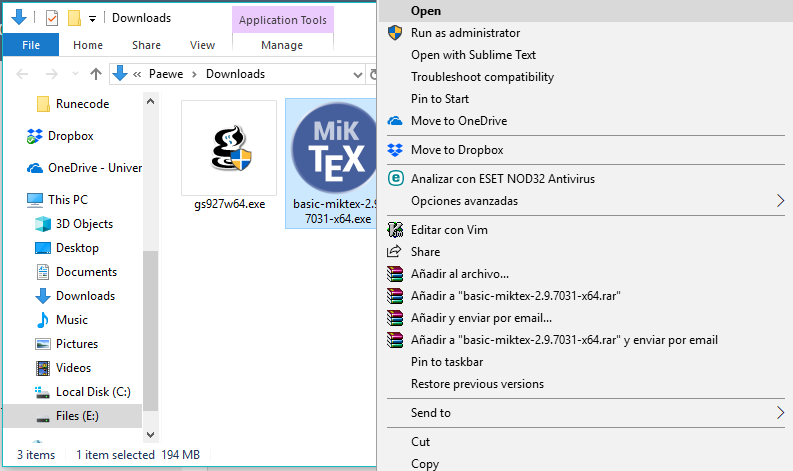 Downloads
Application Tools
File
Home
Share
View
Manage
« Paewe > Downloads
Runecode
Dropbox
OneDrive - Univer
This PC
3D Objects
Desktop
Documents
Downloads
Music
Pictures
Videos
Local Disk (C:)
Files (E:)
gs927w64.exe
MiK
TEX
basic-miktex-2.9.
7031-x64.exe
3 items
1 item selected 194 MB
Open
Run as administrator
Open with Sublime Text
Troubleshoot compatibility
Pin to Start
Move to OneDrive
Move to Dropbox
Analizar con ESET NOD32 Antivirus
Opciones avanzadas
Editar con Vim
Share
Añadir al archivo...
Añadir a "basic-miktex-2.9.7031-x64.rar"
Añadir y enviar por email...
Añadir a "basic-miktex-2.9.7031-x64.rar" y enviar por email
Pin to taskbar
Restore previous versions
Send to
Cut
Copy